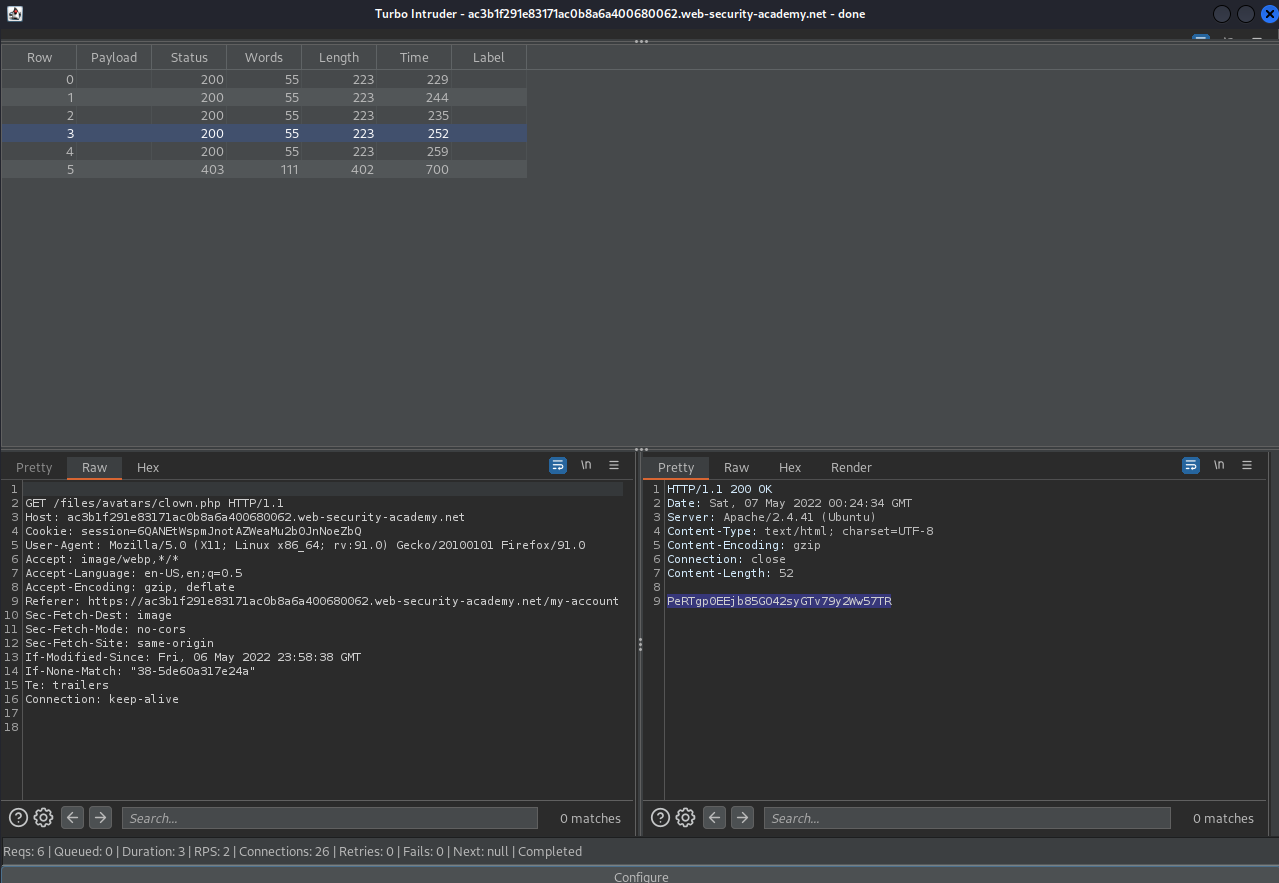 Turbo Intruder - ac3b1f291e83171ac0b8a6a400680062.web-security-academy.net - done
Row Payload Status Words Length Time Label
0 200 55 223 229
1 200 55 223 244
2 200 55 223 235
3 200 55 223 252
4 200 55 223 259
5 403 111 402 700
Pretty Raw Hex \n
1
2 GET /files/avatars/clown.php HTTP/1.1
3 Host: ac3b1f291e83171ac0b8a6a400680062.web-security-academy.net
4 Cookie: session=6QANEtWspmJnotAZWeaMu2b0JnNoeZbQ
5 User-Agent: Mozilla/5.0 (X11; Linux x86_64; rv:91.0) Gecko/20100101 Firefox/91.0
6 Accept: image/webp,*/*
7 Accept-Language: en-US,en;q=0.5
8 Accept-Encoding: gzip, deflate
9 Referer: https://ac3b1f291e83171ac0b8a6a400680062.web-security-academy.net/my-account
10 Sec-Fetch-Dest: image
11 Sec-Fetch-Mode: no-cors
12 Sec-Fetch-Site: same-origin
13 If-Modified-Since: Fri, 06 May 2022 23:58:38 GMT
14 If-None-Match: "38-5de60a317e24a"
15 Te: trailers
16 Connection: keep-alive
17
18
Search... 0 matches
Pretty Raw Hex Render \n
1 HTTP/1.1 200 OK
2 Date: Sat, 07 May 2022 00:24:34 GMT
3 Server: Apache/2.4.41 (Ubuntu)
4 Content-Type: text/html; charset=UTF-8
5 Content-Encoding: gzip
6 Connection: close
7 Content-Length: 52
8
9 PeRTgp0EEjb85GO42syGTv79y2Ww57TR
Search... 0 matches
Reqs: 6 | Queued: 0 | Duration: 3 | RPS: 2 | Connections: 26 | Retries: 0 | Fails: 0 | Next: null | Completed
Configure